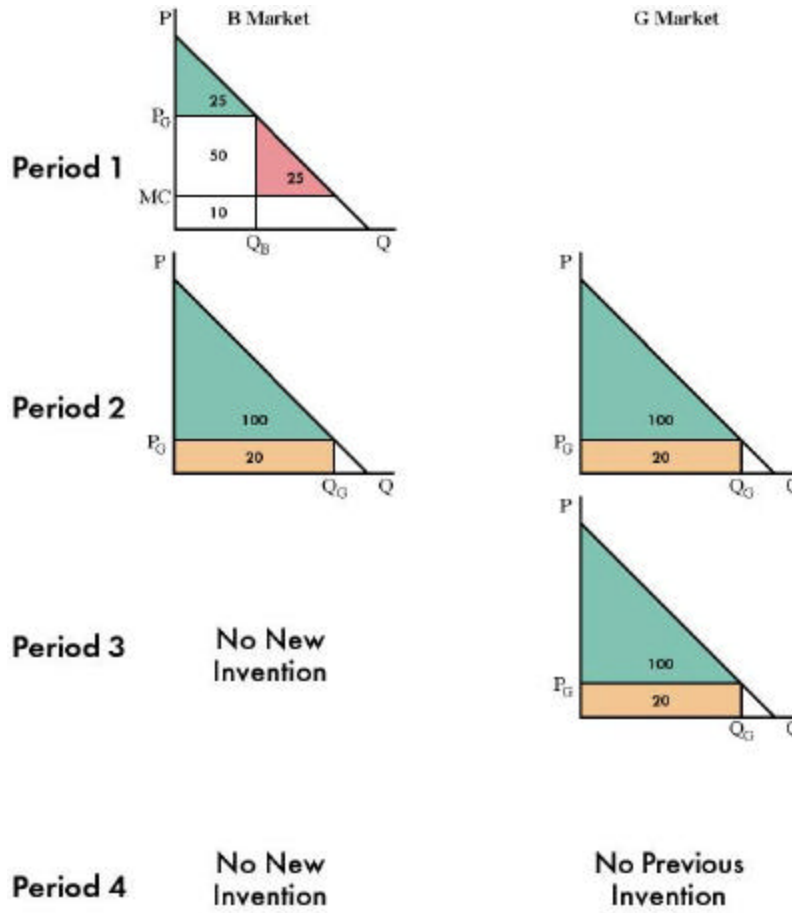 P B Market G Market
25
P_G
50
Period 1
25
MC
10
Q_B Q
P P
Period 2
100 100
P_G P_G
20 20
Q_G Q Q_G Q
P
Period 3
No New
Invention
100
P_G
20
Q_G Q
Period 4
No New
Invention
No Previous
Invention